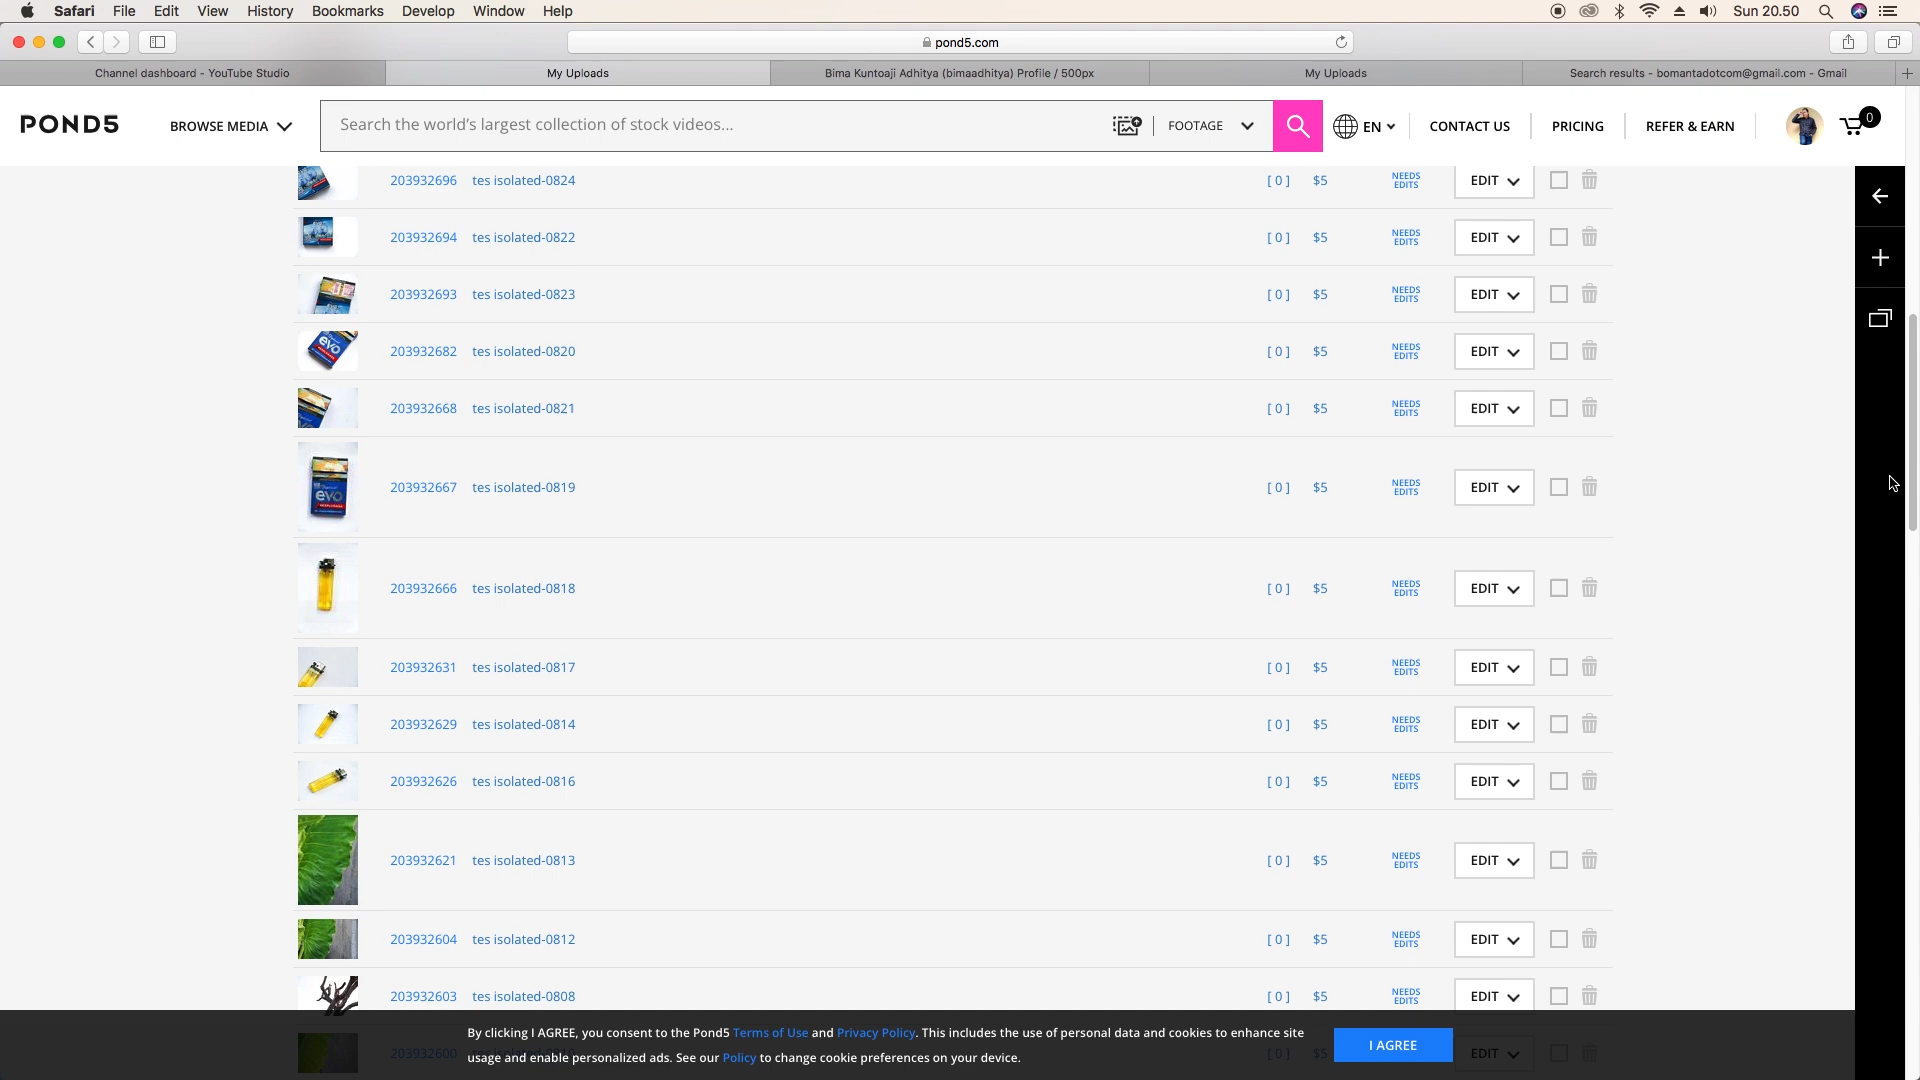 Safari File Edit View History Bookmarks Develop Window Help Sun 20.50
pond5.com
Channel dashboard - YouTube Studio My Uploads Bima Kuntoaji Adhitya (bimaadhitya) Profile / 500px My Uploads Search results - bomantadotcom@gmail.com - Gmail
POND5 BROWSE MEDIA Search the world's largest collection of stock videos... FOOTAGE EN CONTACT US PRICING REFER & EARN 0
203932696 tes isolated-0824 [ 0 ] $5 NEEDS EDITS EDIT
203932694 tes isolated-0822 [ 0 ] $5 NEEDS EDITS EDIT
203932693 tes isolated-0823 [ 0 ] $5 NEEDS EDITS EDIT
evo
203932682 tes isolated-0820 [ 0 ] $5 NEEDS EDITS EDIT
203932668 tes isolated-0821 [ 0 ] $5 NEEDS EDITS EDIT
evo
203932667 tes isolated-0819 [ 0 ] $5 NEEDS EDITS EDIT
203932666 tes isolated-0818 [ 0 ] $5 NEEDS EDITS EDIT
203932631 tes isolated-0817 [ 0 ] $5 NEEDS EDITS EDIT
203932629 tes isolated-0814 [ 0 ] $5 NEEDS EDITS EDIT
203932626 tes isolated-0816 [ 0 ] $5 NEEDS EDITS EDIT
203932621 tes isolated-0813 [ 0 ] $5 NEEDS EDITS EDIT
203932604 tes isolated-0812 [ 0 ] $5 NEEDS EDITS EDIT
203932603 tes isolated-0808 [ 0 ] $5 NEEDS EDITS EDIT
By clicking I AGREE, you consent to the Pond5 Terms of Use and Privacy Policy. This includes the use of personal data and cookies to enhance site
usage and enable personalized ads. See our Policy to change cookie preferences on your device.
I AGREE
203932600 [ 0 ] $5 EDIT